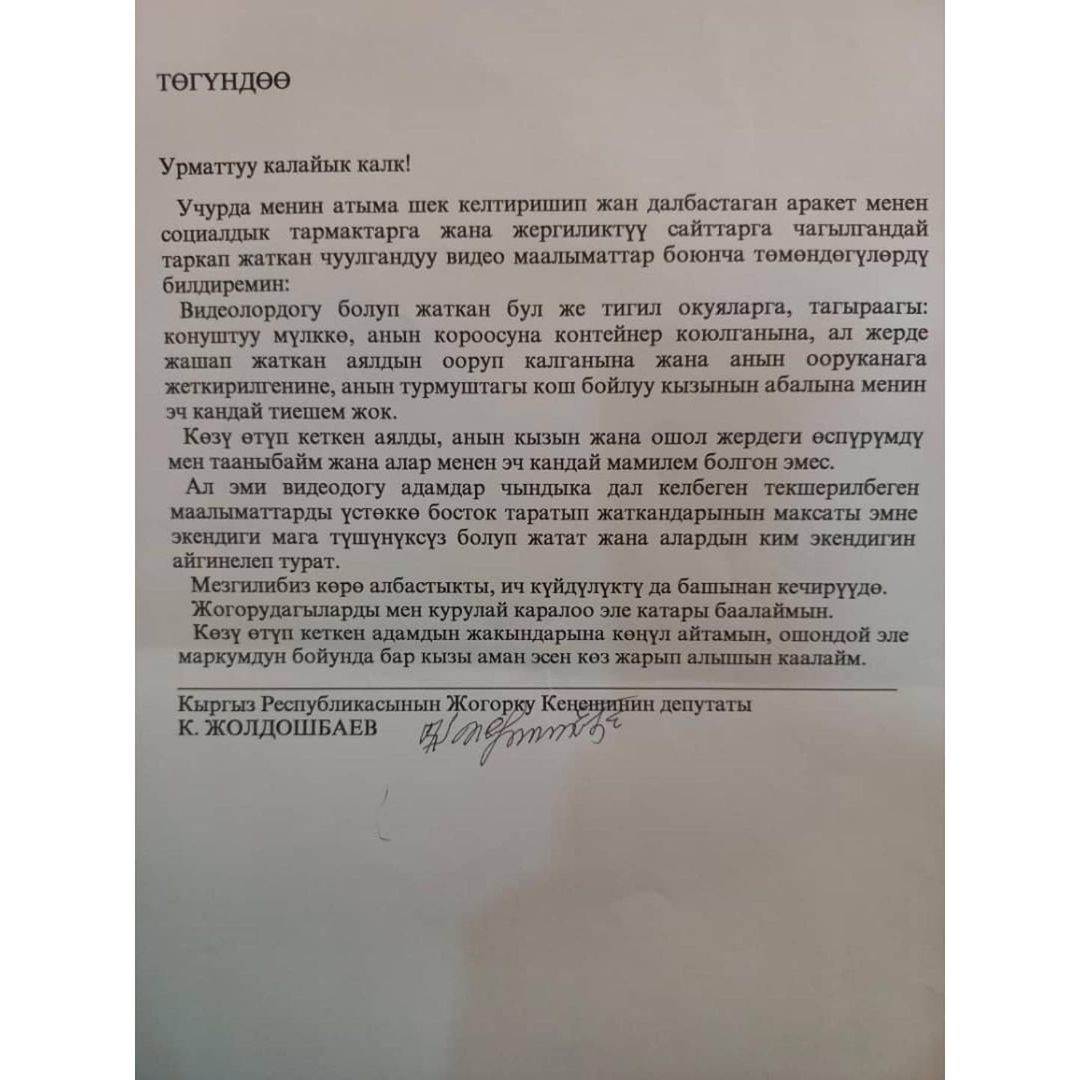 ТӨГҮНДӨӨ
Урматтуу калайык калк!
Учурда менин атыма шек келтиришип жан далбастаган аракет менен
социалдык тармактарга жана жергиликтүү сайттарга чагылгандай
таркап жаткан чуулгандуу видео маалыматтар боюнча төмөндөгүлөрдү
билдиремин:
Видеолордогу болуп жаткан бул же тигил окуяларга, тагыраагы:
конуштуу мүлккө, анын короосуна контейнер коюлганына, ал жерде
жашап жаткан аялдын ооруп калганына жана анын ооруканага
жеткирилгенине, анын турмуштагы кош бойлуу кызынын абалына менин
эч кандай тиешем жок.
Көзү өтүп кеткен аялды, анын кызын жана ошол жердеги өспүрүмдү
мен тааныбайм жана алар менен эч кандай мамилем болгон эмес.
Ал эми видеодогу адамдар чындыка дал келбеген текшерилбеген
маалыматтарды үстөккө босток таратып жаткандарынын максаты эмне
экендиги мага түшүнүксүз болуп жатат жана алардын ким экендигин
айгинелеп турат.
Мезгилибиз көрө албастыкты, ич күйдүлүктү да башынан кечирүүдө.
Жогорудагыларды мен курулай каралоо эле катары баалаймын.
Көзү өтүп кеткен адамдын жакындарына көңүл айтамын, ошондой эле
маркумдун бойунда бар кызы аман эсен көз жарып алышын каалайм.
Кыргыз Республикасынын Жогорку Кеңешинин депутаты
К. ЖОЛДОШБАЕВ